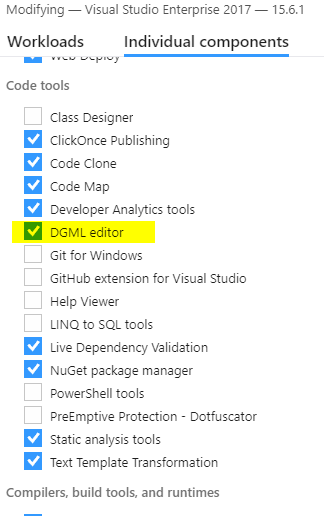 Modifying — Visual Studio Enterprise 2017 — 15.6.1
Workloads Individual components
Web Deploy
Code tools
Class Designer
ClickOnce Publishing
Code Clone
Code Map
Developer Analytics tools
DGML editor
Git for Windows
GitHub extension for Visual Studio
Help Viewer
LINQ to SQL tools
Live Dependency Validation
NuGet package manager
PowerShell tools
PreEmptive Protection - Dotfuscator
Static analysis tools
Text Template Transformation
Compilers, build tools, and runtimes